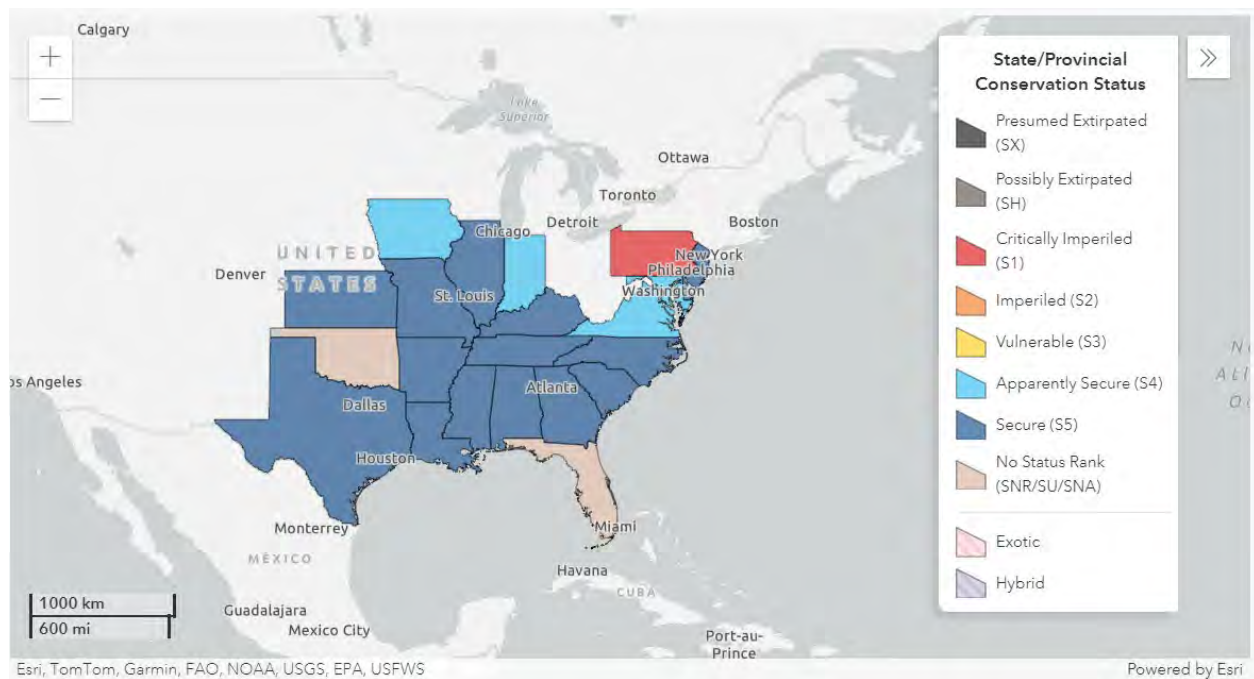 Calgary
+
−
Lake
Superior
Ottawa
Toronto
Detroit
Boston
Chicago
New York
Philadelphia
Washington
UNITED
STATES
Denver
St. Louis
os Angeles
Atlanta
Dallas
Houston
Monterrey
Miami
MÉXICO
Havana
CUBA
Guadalajara
Mexico City
Port-au-
Prince
N
Atl
O
1000 km
600 mi
State/Provincial
Conservation Status
Presumed Extirpated
(SX)
Possibly Extirpated
(SH)
Critically Imperiled
(S1)
Imperiled (S2)
Vulnerable (S3)
Apparently Secure (S4)
Secure (S5)
No Status Rank
(SNR/SU/SNA)
Exotic
Hybrid
Esri, TomTom, Garmin, FAO, NOAA, USGS, EPA, USFWS
Powered by Esri